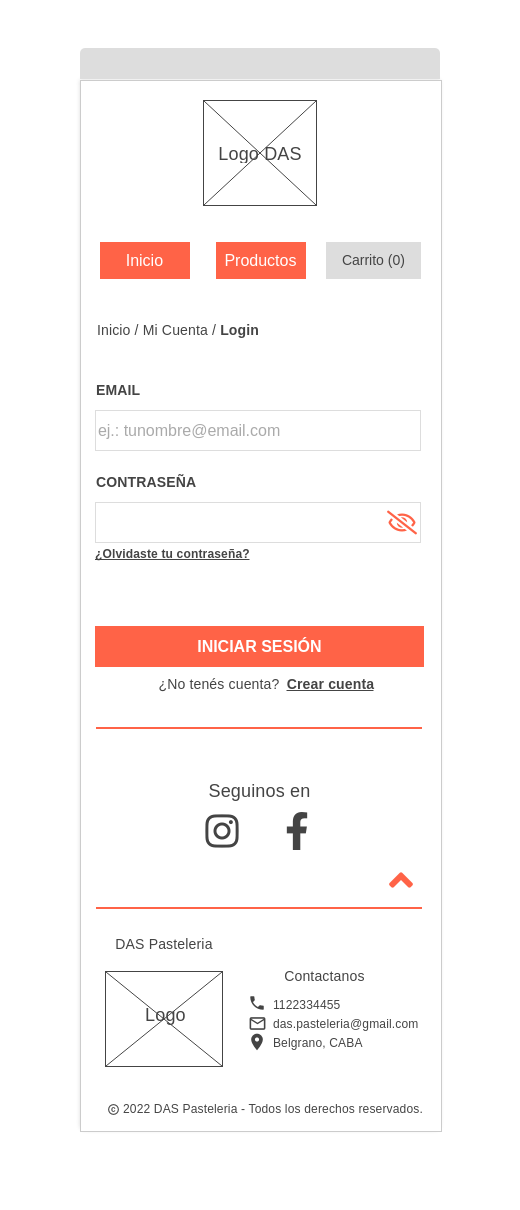 Logo DAS
Inicio
Productos
Carrito (0)
Inicio / Mi Cuenta / Login
EMAIL
ej.: tunombre@email.com
CONTRASEÑA
¿Olvidaste tu contraseña?
INICIAR SESIÓN
¿No tenés cuenta? Crear cuenta
Seguinos en
DAS Pasteleria
Logo
Contactanos
1122334455
das.pasteleria@gmail.com
Belgrano, CABA
© 2022 DAS Pasteleria - Todos los derechos reservados.